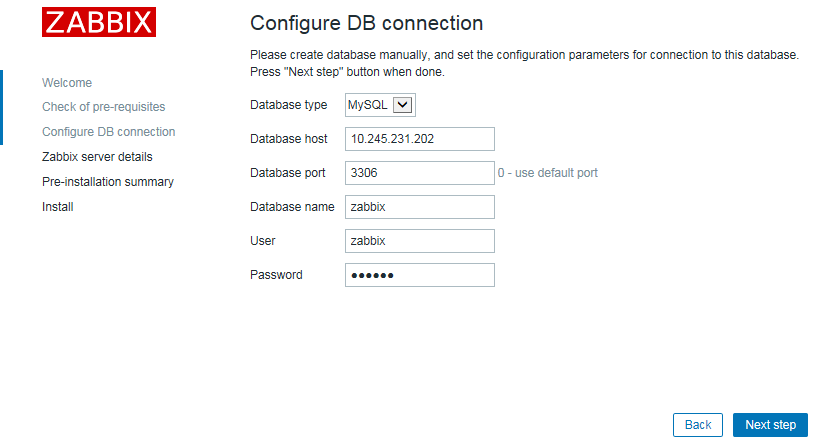 ZABBIX
Configure DB connection
Please create database manually, and set the configuration parameters for connection to this database.
Press "Next step" button when done.
Welcome
Check of pre-requisites
Configure DB connection
Zabbix server details
Pre-installation summary
Install
Database type MySQL
Database host 10.245.231.202
Database port 3306 0 - use default port
Database name zabbix
User zabbix
Password ●●●●●●
Back Next step